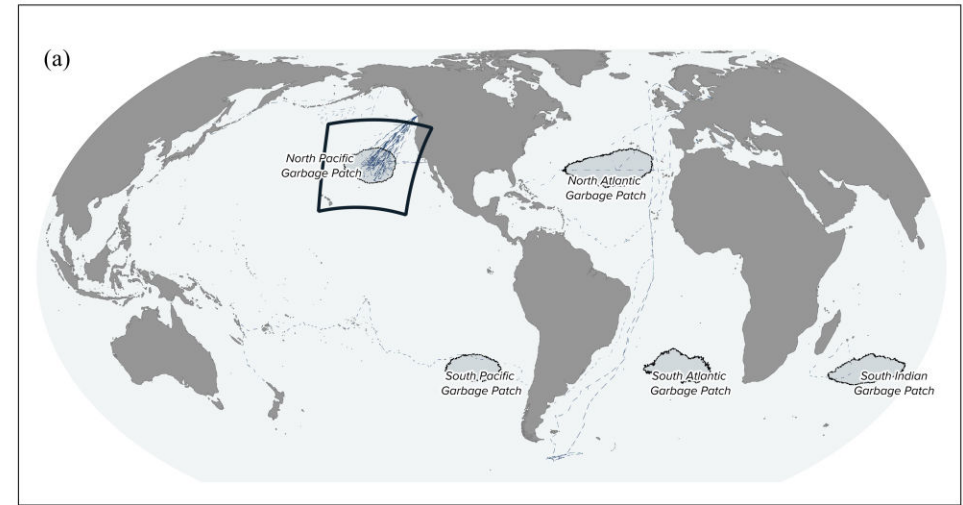 (a)
North Pacific
Garbage Patch
North Atlantic
Garbage Patch
South Pacific
Garbage Patch
South Atlantic
Garbage Patch
South Indian
Garbage Patch